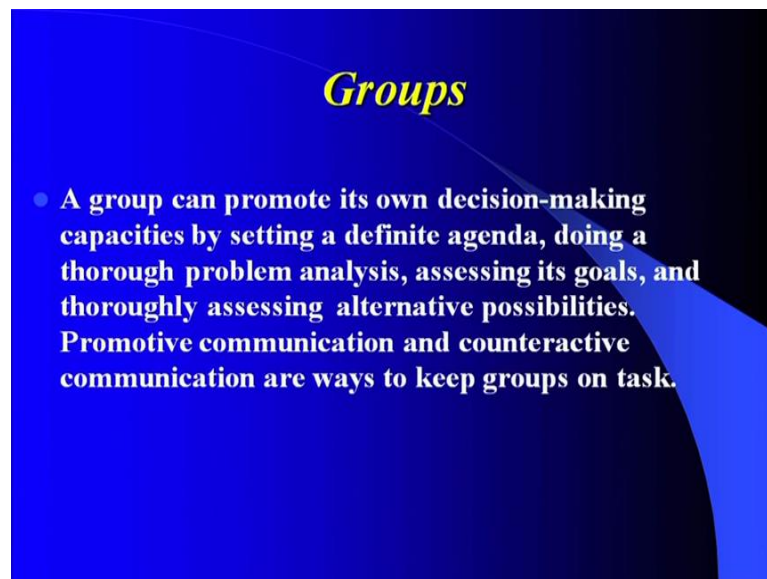 Groups
A group can promote its own decision-making
capacities by setting a definite agenda, doing a
thorough problem analysis, assessing its goals, and
thoroughly assessing alternative possibilities.
Promotive communication and counteractive
communication are ways to keep groups on task.